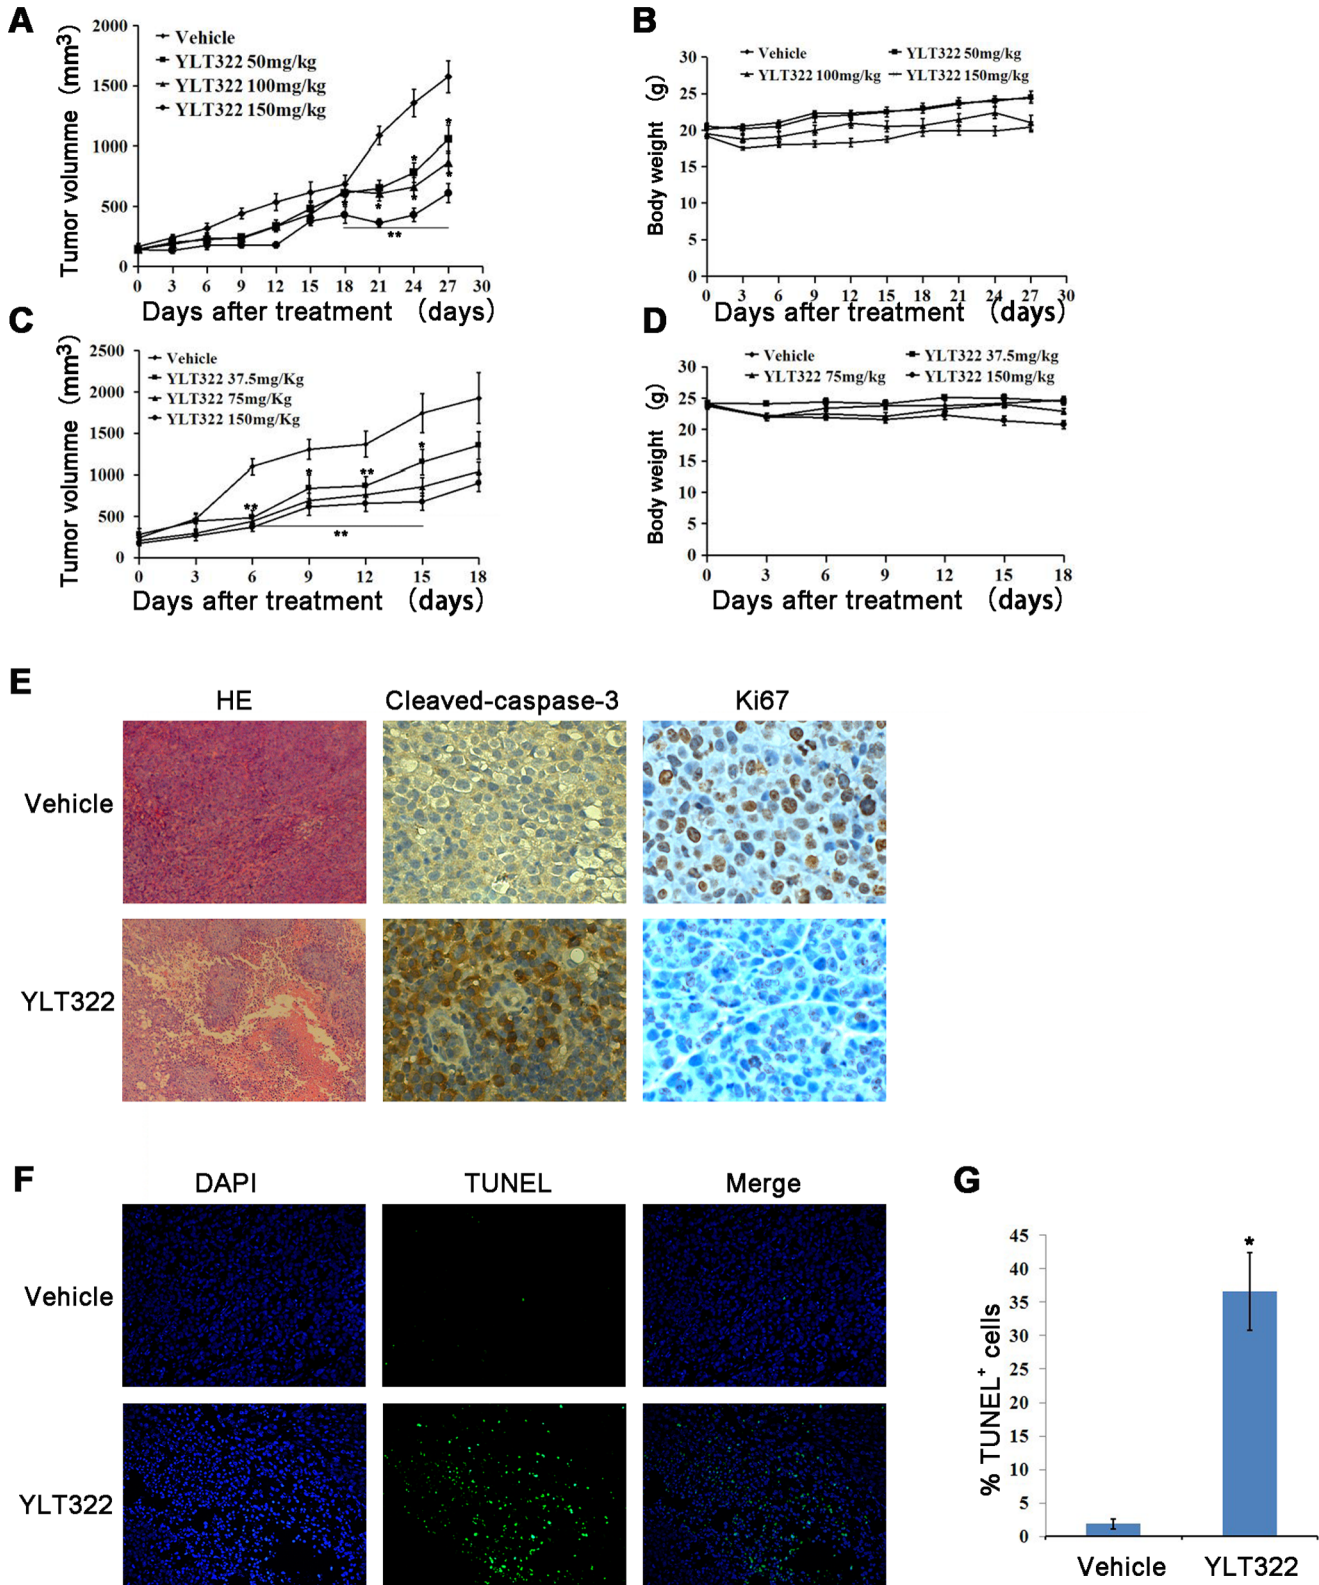 A
Tumor volumme (mm³)
2000
1500
1000
500
0
Vehicle
YLT322 50mg/kg
YLT322 100mg/kg
YLT322 150mg/kg
* * * * * * *
**
0 3 6 9 12 15 18 21 24 27 30
Days after treatment (days)
B
Body weight (g)
30
25
20
15
10
5
0
Vehicle YLT322 50mg/kg
YLT322 100mg/kg YLT322 150mg/kg
0 3 6 9 12 15 18 21 24 27 30
Days after treatment (days)
C
Tumor volumme (mm³)
2500
2000
1500
1000
500
0
Vehicle
YLT322 37.5mg/Kg
YLT322 75mg/Kg
YLT322 150mg/Kg
** * ** *
**
0 3 6 9 12 15 18
Days after treatment (days)
D
Body weight (g)
30
25
20
15
10
5
0
Vehicle YLT322 37.5mg/kg
YLT322 75mg/kg YLT322 150mg/kg
0 3 6 9 12 15 18
Days after treatment (days)
E
HE Cleaved-caspase-3 Ki67
Vehicle
YLT322
F
DAPI TUNEL Merge
Vehicle
YLT322
G
% TUNEL⁺ cells
45
40
35
30
25
20
15
10
5
0
*
Vehicle YLT322